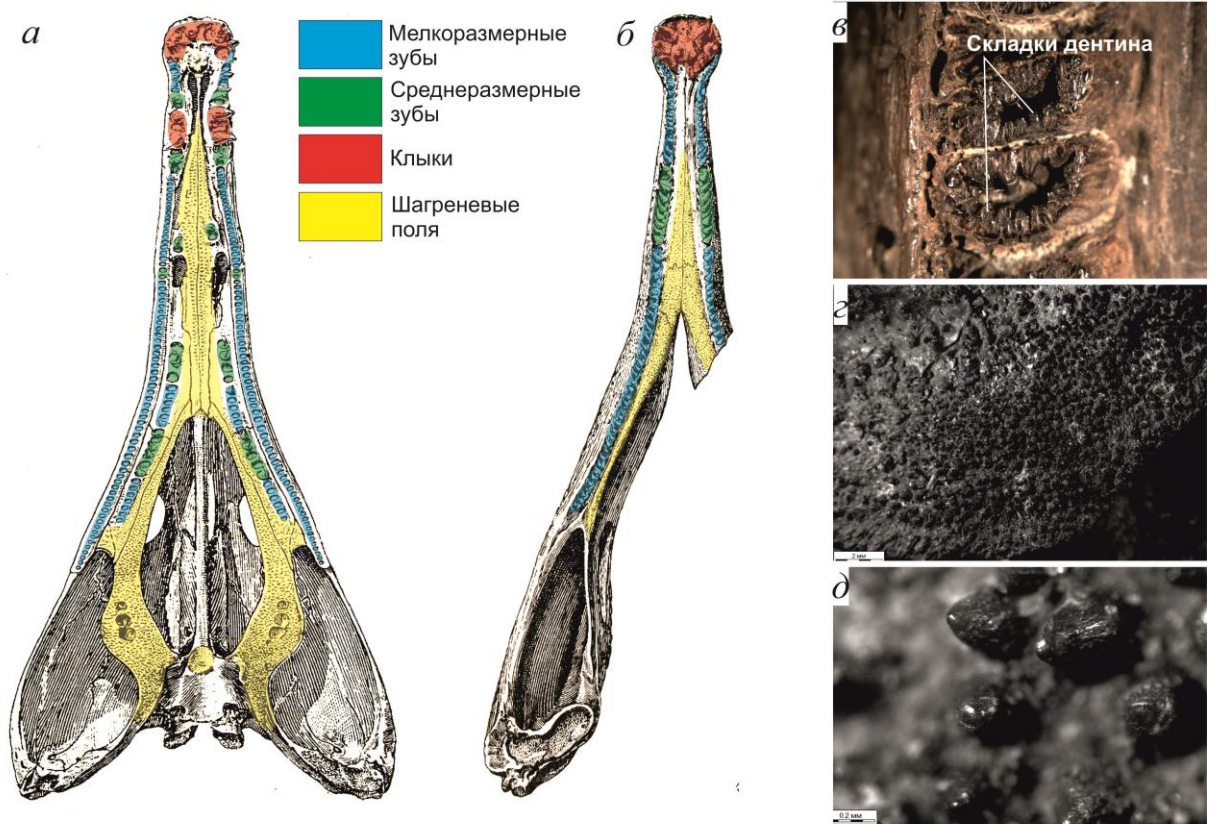 а
Мелкоразмерные
зубы
Среднеразмерные
зубы
Клыки
Шагреневые
поля
б
в
Складки дентина
г
2 мм
д
0.2 мм